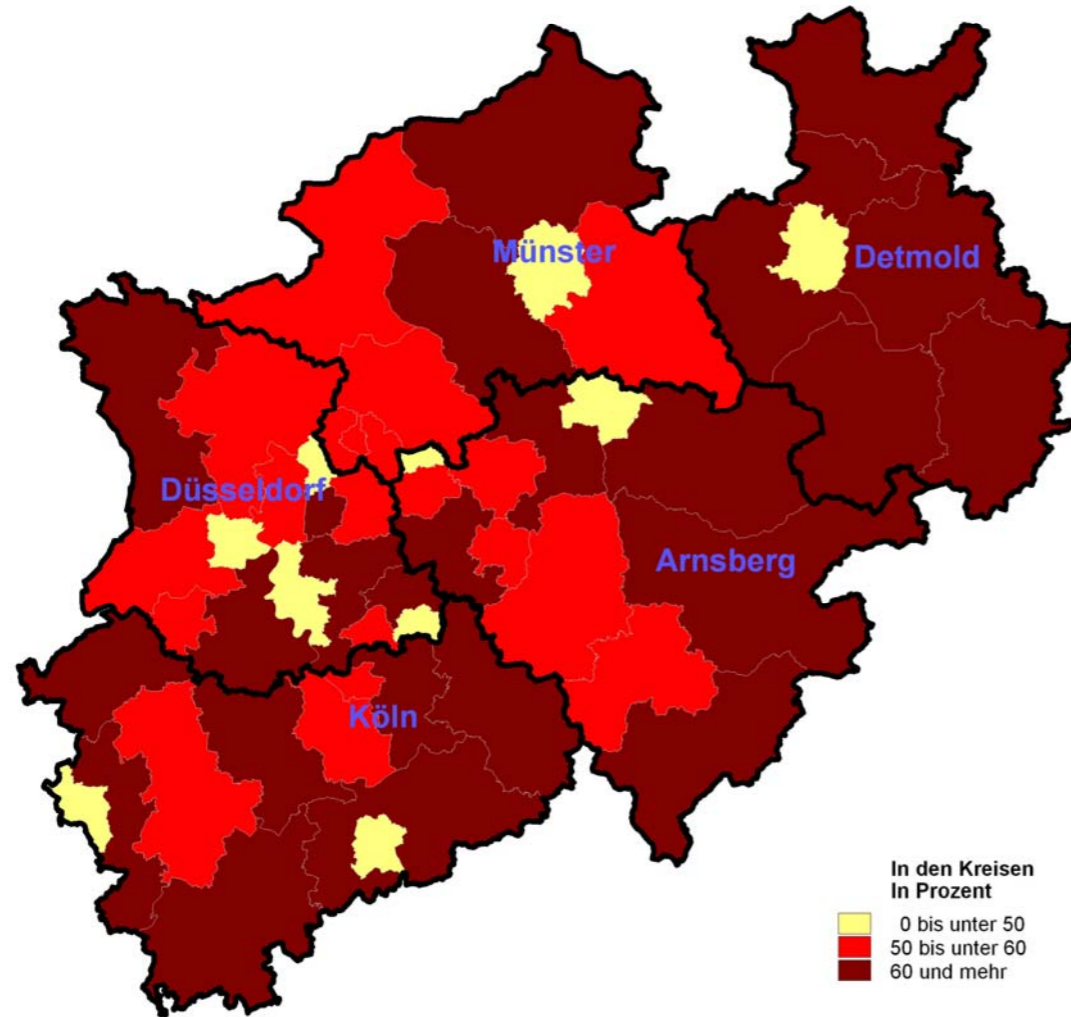 Münster
Detmold
Düsseldorf
Arnsberg
Köln
In den Kreisen
In Prozent
0 bis unter 50
50 bis unter 60
60 und mehr